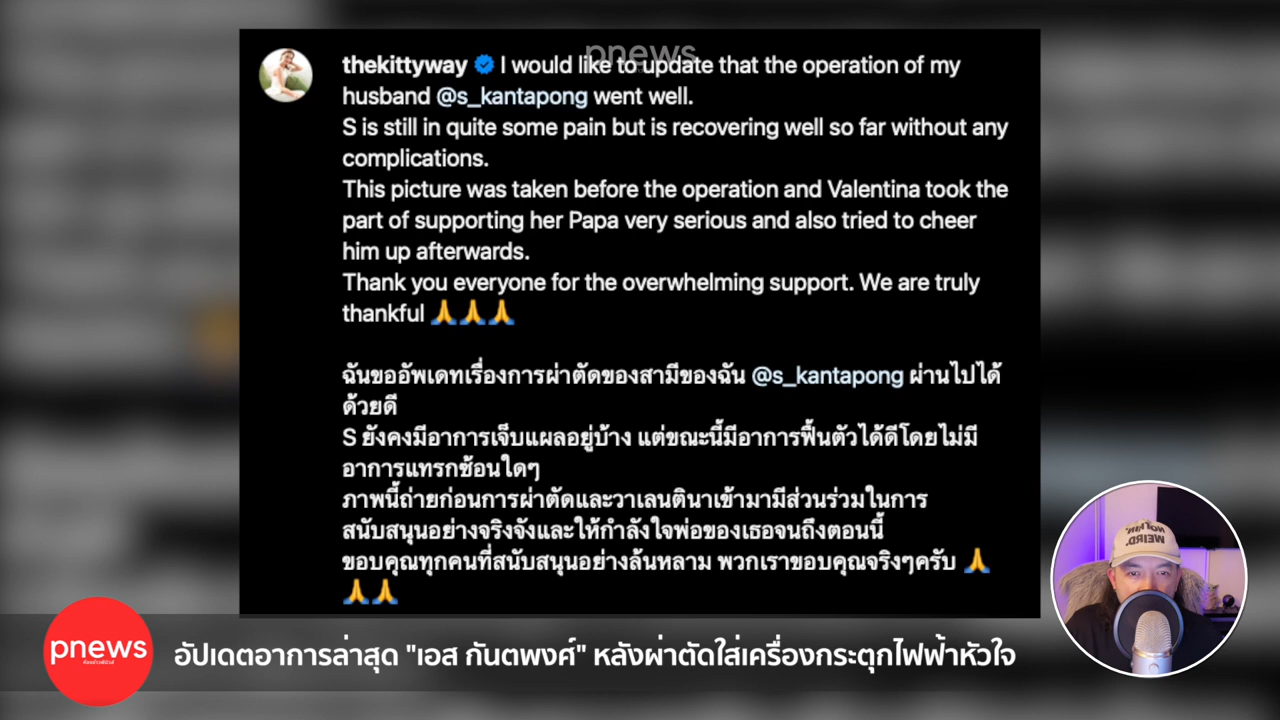 pnews
thekittyway I would like to update that the operation of my
husband @s_kantapong went well.
S is still in quite some pain but is recovering well so far without any
complications.
This picture was taken before the operation and Valentina took the
part of supporting her Papa very serious and also tried to cheer
him up afterwards.
Thank you everyone for the overwhelming support. We are truly
thankful 🙏🙏🙏
ฉันขออัพเดทเรื่องการผ่าตัดของสามีของฉัน @s_kantapong ผ่านไปได้
ด้วยดี
S ยังคงมีอาการเจ็บแผลอยู่บ้าง แต่ขณะนี้มีอาการฟื้นตัวได้ดีโดยไม่มี
อาการแทรกซ้อนใดๆ
ภาพนี้ถ่ายก่อนการผ่าตัดและวาเลนตินาเข้ามามีส่วนร่วมในการ
สนับสนุนอย่างจริงจังและให้กำลังใจพ่อของเธอจนถึงตอนนี้
ขอบคุณทุกคนที่สนับสนุนอย่างล้นหลาม พวกเราขอบคุณจริงๆครับ 🙏
🙏🙏
NOTHIN'
WEIRD.
pnews
อัปเดตอาการล่าสุด "เอส กันตพงศ์" หลังผ่าตัดใส่เครื่องกระตุกไฟฟ้าหัวใจ